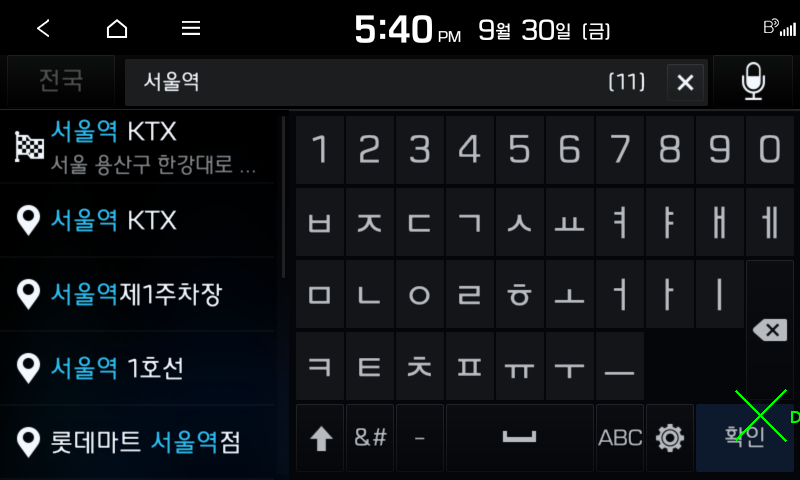 5:40 PM 9월 30일 (금)
B
전국 서울역 (11)
서울역 KTX
서울 용산구 한강대로 ...
서울역 KTX
서울역제1주차장
서울역 1호선
롯데마트 서울역점
1 2 3 4 5 6 7 8 9 0
ㅂ ㅈ ㄷ ㄱ ㅅ ㅛ ㅕ ㅑ ㅐ ㅔ
ㅁ ㄴ ㅇ ㄹ ㅎ ㅗ ㅓ ㅏ ㅣ
ㅋ ㅌ ㅊ ㅍ ㅠ ㅜ ㅡ
&# - ABC 확인
D